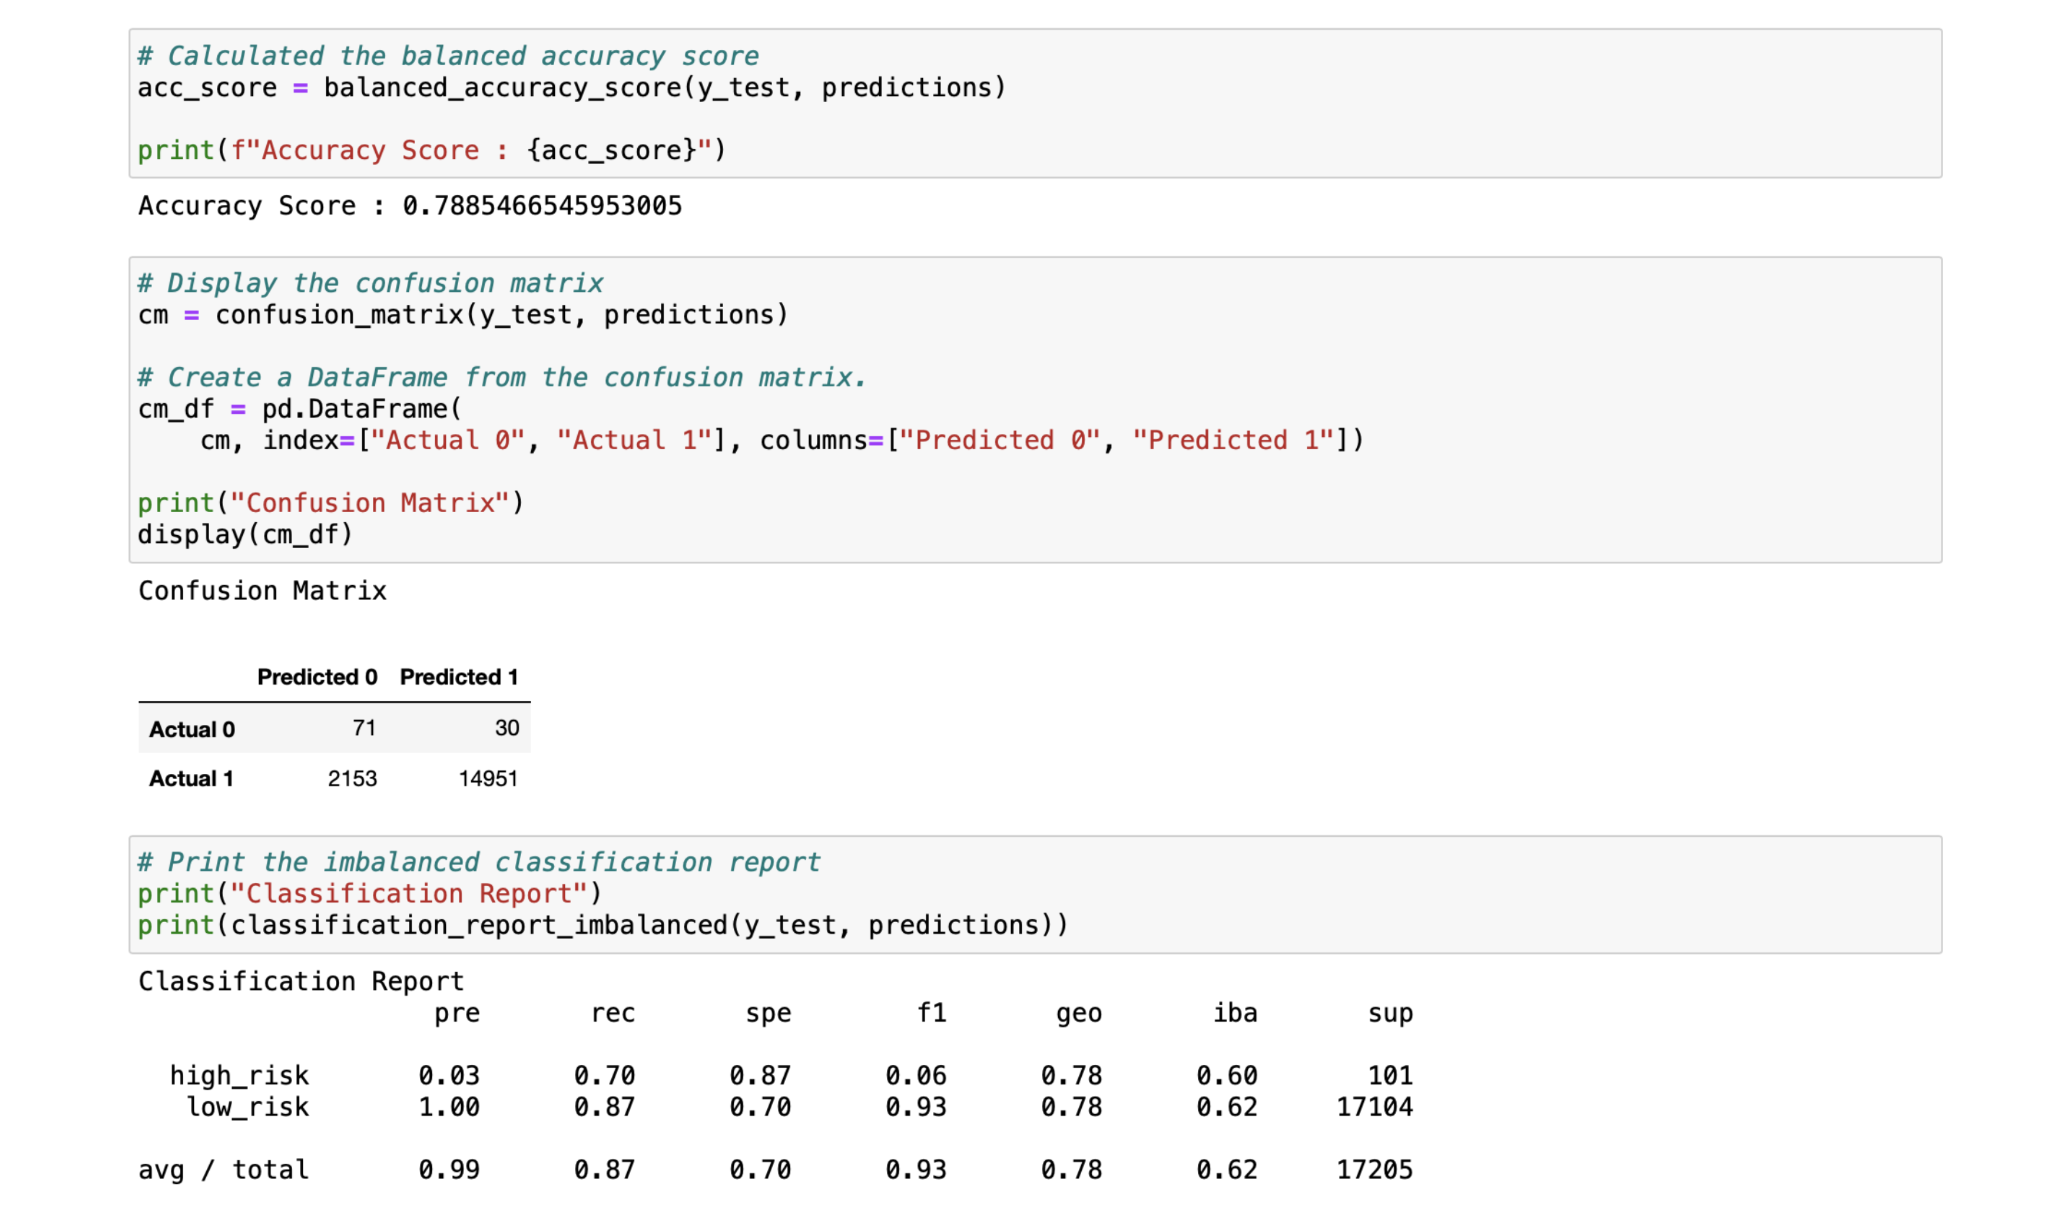 # Calculated the balanced accuracy score
acc_score = balanced_accuracy_score(y_test, predictions)
print(f"Accuracy Score : {acc_score}")
Accuracy Score : 0.7885466545953005
# Display the confusion matrix
cm = confusion_matrix(y_test, predictions)
# Create a DataFrame from the confusion matrix.
cm_df = pd.DataFrame(
    cm, index=["Actual 0", "Actual 1"], columns=["Predicted 0", "Predicted 1"])
print("Confusion Matrix")
display(cm_df)
Confusion Matrix
Predicted 0 Predicted 1
Actual 0 71 30
Actual 1 2153 14951
# Print the imbalanced classification report
print("Classification Report")
print(classification_report_imbalanced(y_test, predictions))
Classification Report
pre rec spe f1 geo iba sup
high_risk 0.03 0.70 0.87 0.06 0.78 0.60 101
low_risk 1.00 0.87 0.70 0.93 0.78 0.62 17104
avg / total 0.99 0.87 0.70 0.93 0.78 0.62 17205